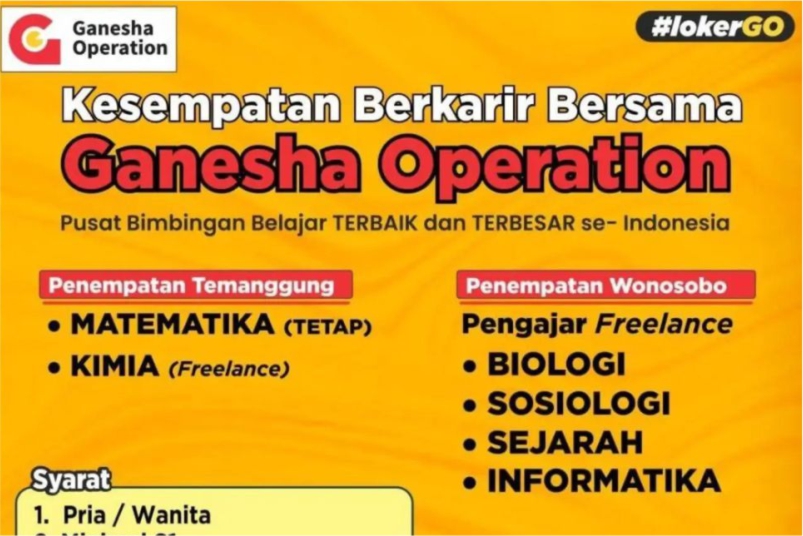 Ganesha
Operation
#lokerGO
Kesempatan Berkarir Bersama
Ganesha Operation
Pusat Bimbingan Belajar TERBAIK dan TERBESAR se- Indonesia
Penempatan Temanggung
• MATEMATIKA (TETAP)
• KIMIA (Freelance)
Penempatan Wonosobo
Pengajar Freelance
• BIOLOGI
• SOSIOLOGI
• SEJARAH
• INFORMATIKA
Syarat
1. Pria / Wanita